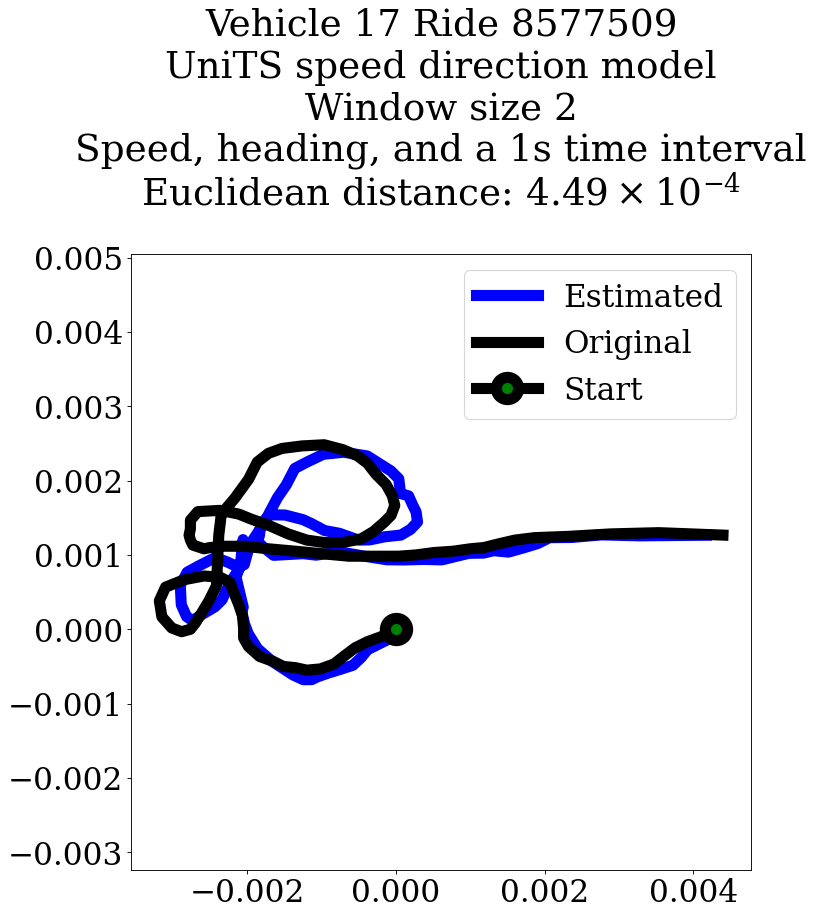 Vehicle 17 Ride 8577509
UniTS speed direction model
Window size 2
Speed, heading, and a 1s time interval
Euclidean distance: 4.49 × 10⁻⁴
Estimated
Original
Start
0.005
0.004
0.003
0.002
0.001
0.000
−0.001
−0.002
−0.003
−0.002 0.000 0.002 0.004